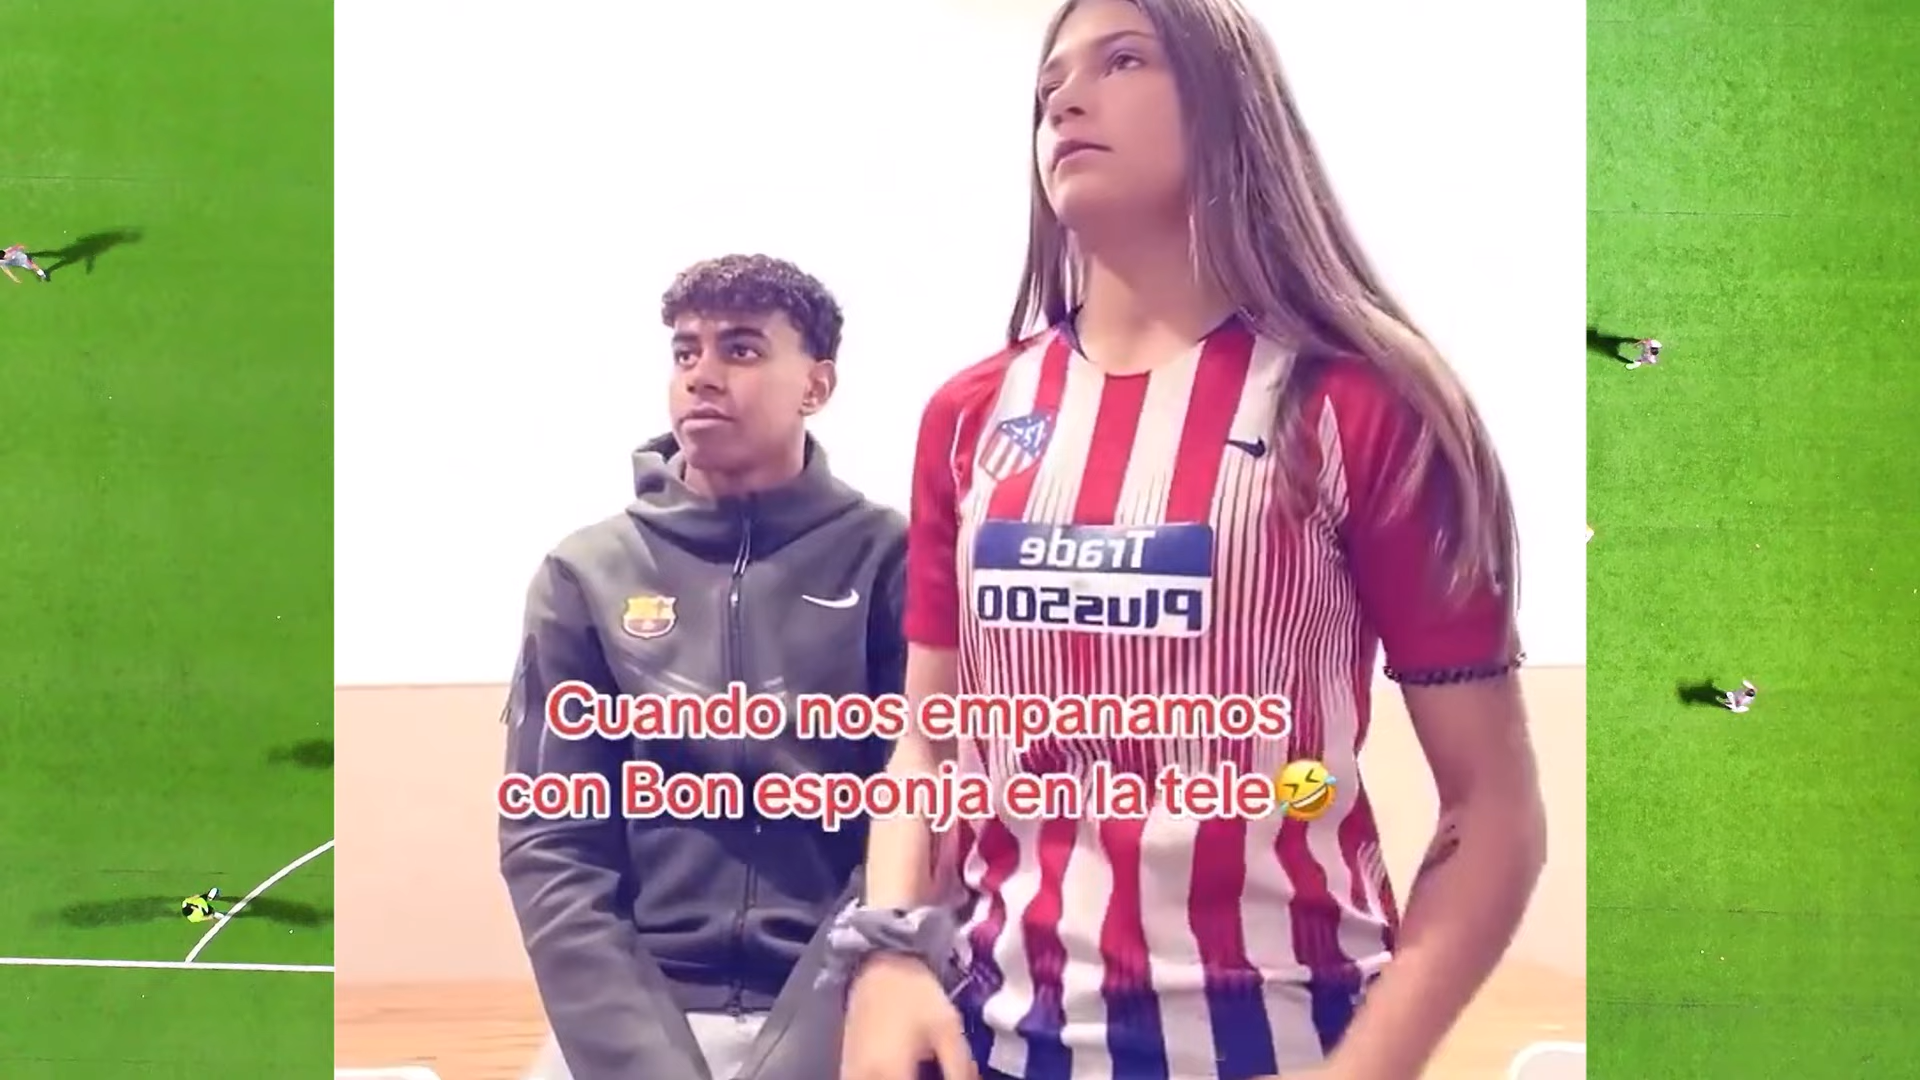 Trade
Plus500
Cuando nos empanamos
con Bon esponja en la tele🤣